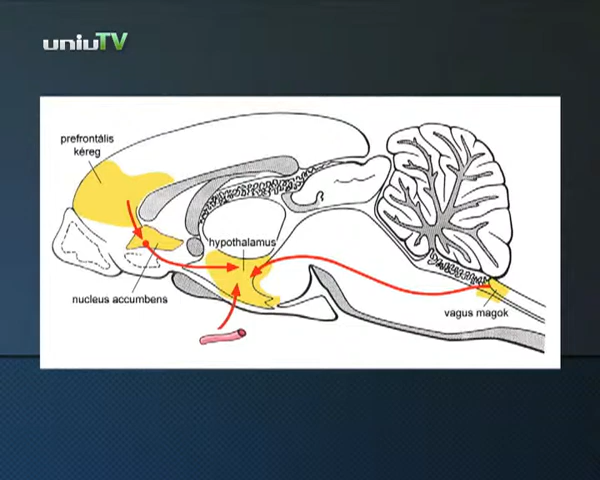 uniuTV
prefrontális
kéreg
hypothalamus
nucleus accumbens
vagus magok